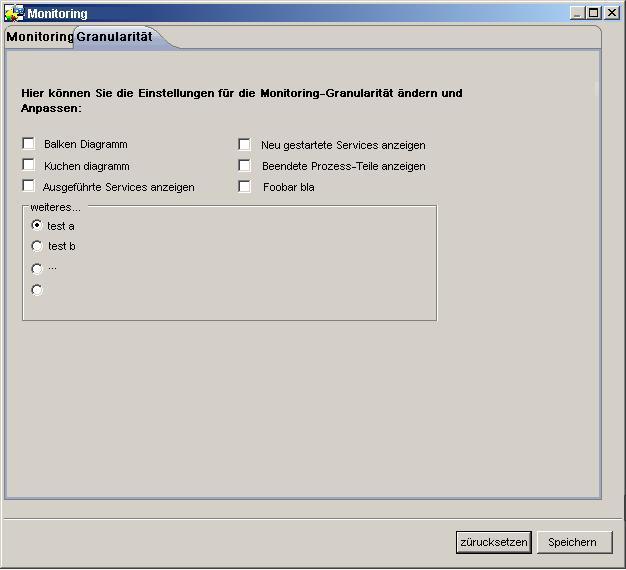 Monitoring
Monitoring Granularität
Hier können Sie die Einstellungen für die Monitoring-Granularität ändern und
Anpassen:
Balken Diagramm
Neu gestartete Services anzeigen
Kuchen diagramm
Beendete Prozess-Teile anzeigen
Ausgeführte Services anzeigen
Foobar bla
weiteres...
test a
test b
...
zürucksetzen
Speichern